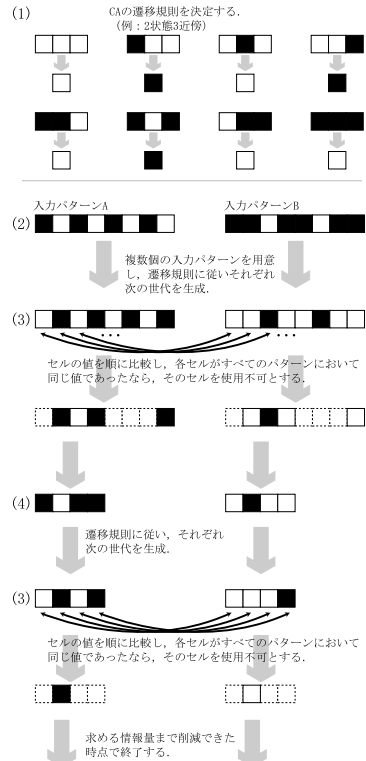 (1)
CAの遷移規則を決定する．
（例：2状態3近傍）
入力パターンA
入力パターンB
(2)
複数個の入力パターンを用意
し，遷移規則に従いそれぞれ
次の世代を生成．
(3)
・・・
・・・
セルの値を順に比較し，各セルがすべてのパターンにおいて
同じ値であったなら，そのセルを使用不可とする．
(4)
遷移規則に従い，それぞれ
次の世代を生成．
(3)
セルの値を順に比較し，各セルがすべてのパターンにおいて
同じ値であったなら，そのセルを使用不可とする．
求める情報量まで削減できた
時点で終了する．